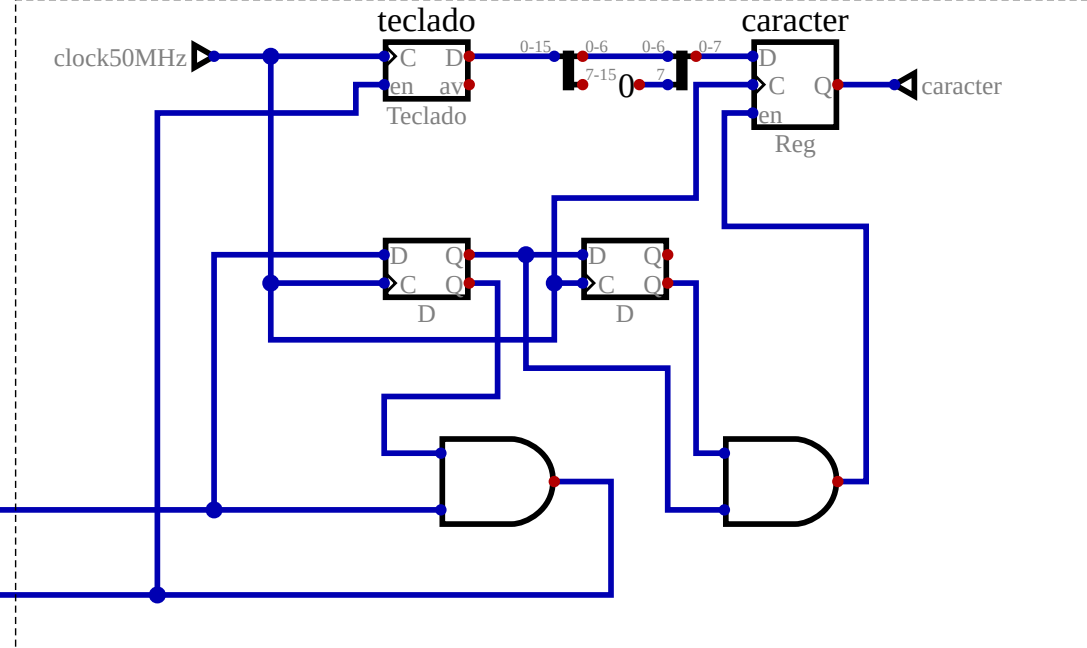 teclado
caracter
clock50MHz
C
D
en
av
Teclado
0-15
0-6
7-15
0-6
0-7
7
0
D
C
Q
en
Reg
caracter
D
Q
C
Q
D
D
Q
C
Q
D